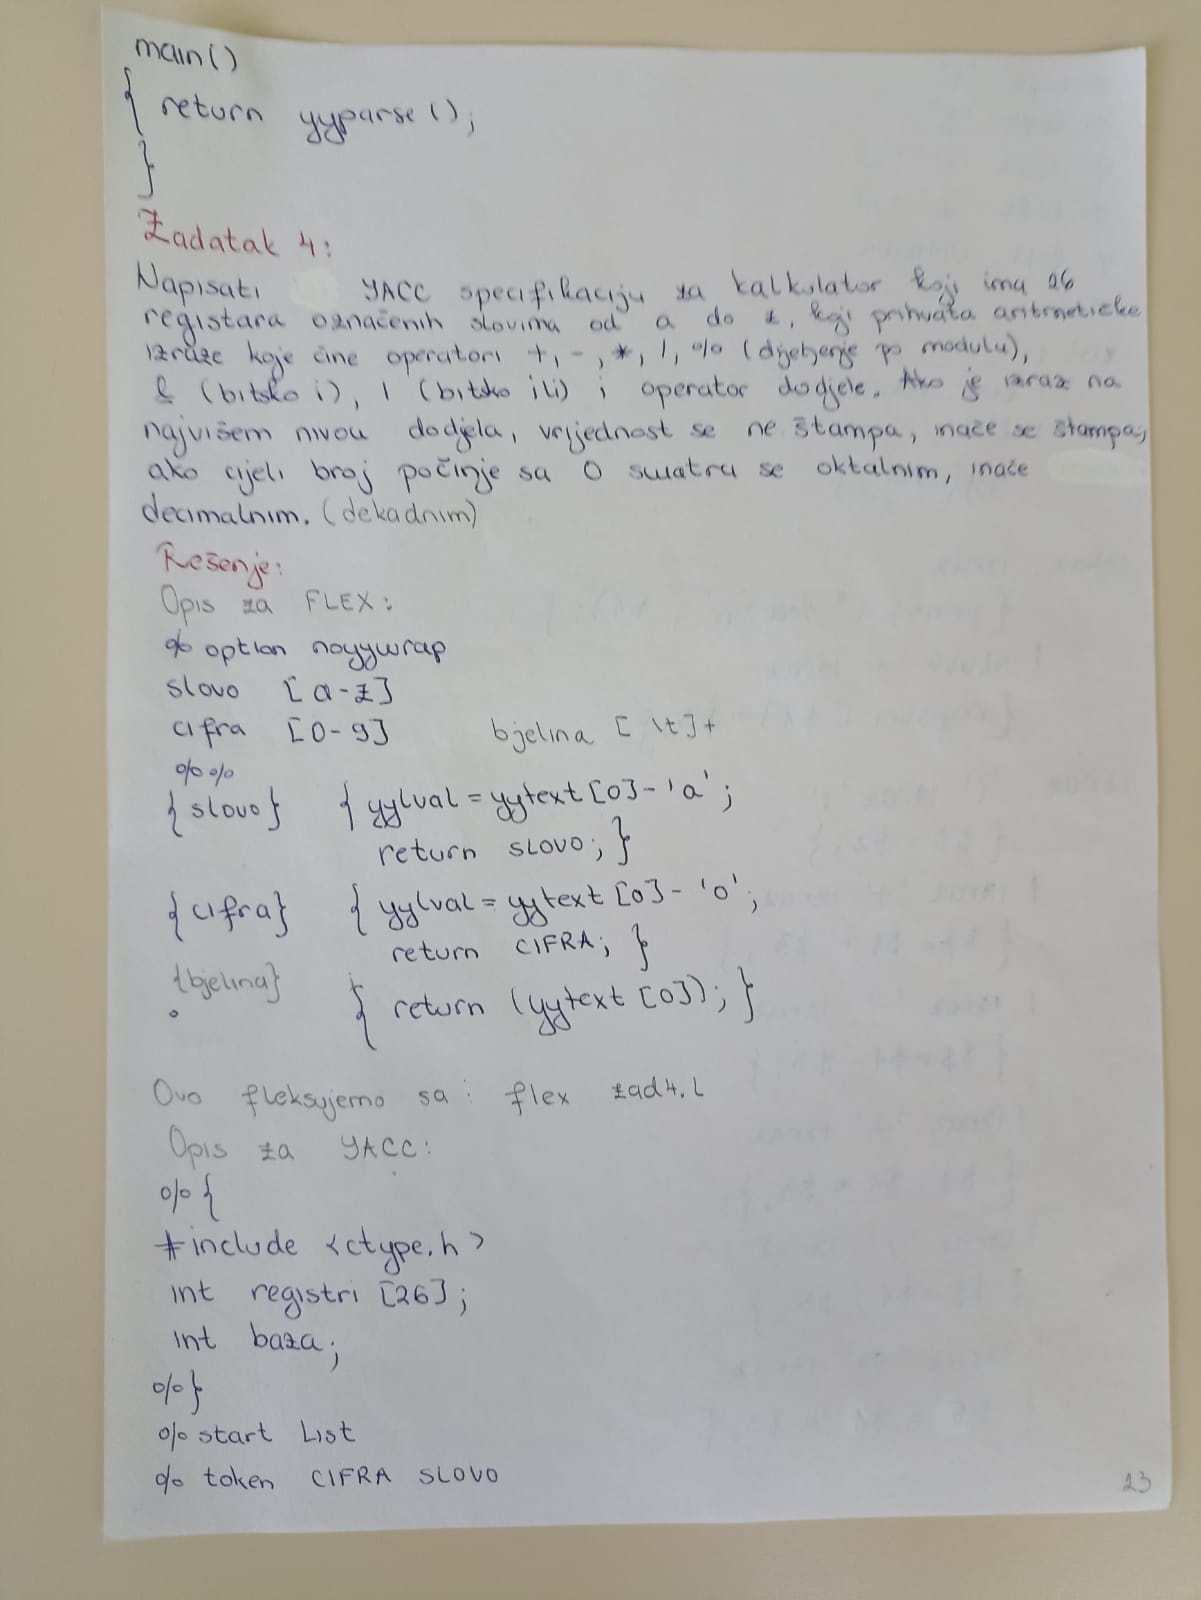 main()
{ return yyparse();
}
Zadatak 4:
Napisati YACC specifikaciju za kalkulator koji ima 26
registara označenih slovima od a do z, koji prihvata aritmetičke
izraze koje čine operatori +, -, *, /, % (dijeljenje po modulu),
& (bitsko i), | (bitsko ili) i operator dodjele. Ako je izraz na
najvišem nivou dodjela, vrijednost se ne štampa, inače se štampa;
ako cijeli broj počinje sa 0 smatra se oktalnim, inače
decimalnim. (dekadnim)
Rešenje:
Opis za FLEX:
% option noyywrap
slovo [a-z]
cifra [0-9] bjelina [ \t]+
%%
{slovo} { yylval = yytext[0]-'a';
return SLOVO; }
{cifra} { yylval = yytext[0]-'0';
return CIFRA; }
{bjelina}
. { return (yytext[0]); }
Ovo fleksujemo sa: flex zad4.l
Opis za YACC:
%{
#include <ctype.h>
int registri [26];
int baza;
%}
% start List
% token CIFRA SLOVO
23